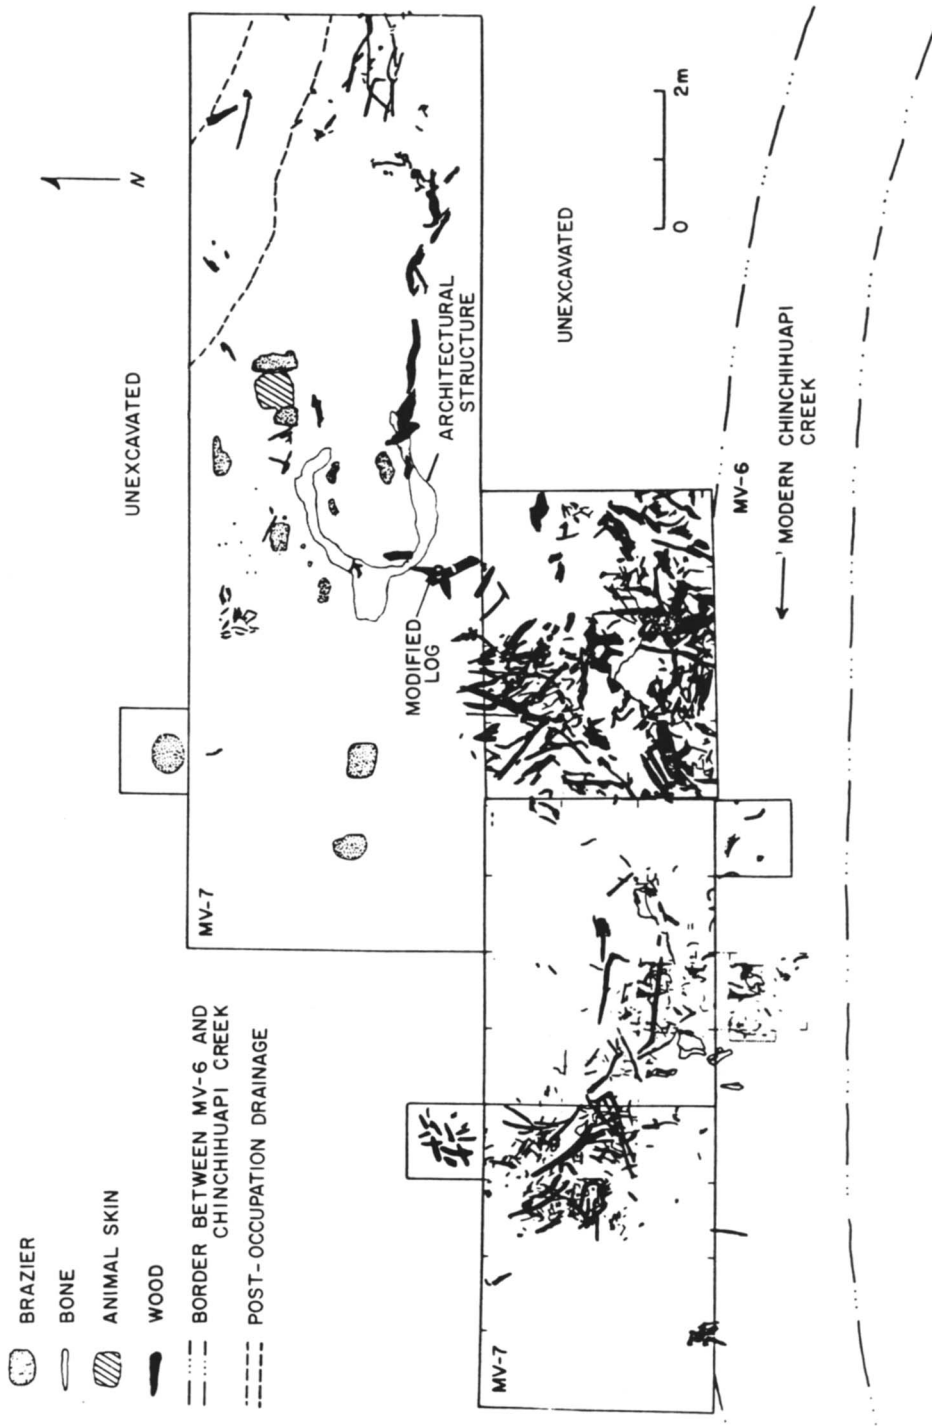 BRAZIER
BONE
ANIMAL SKIN
WOOD
BORDER BETWEEN MV-6 AND
CHINCHIHUAPI CREEK
POST-OCCUPATION DRAINAGE
UNEXCAVATED
N
MV-7
MODIFIED
LOG
ARCHITECTURAL
STRUCTURE
UNEXCAVATED
0
2m
MV-7
MV-6
MODERN CHINCHIHUAPI
CREEK